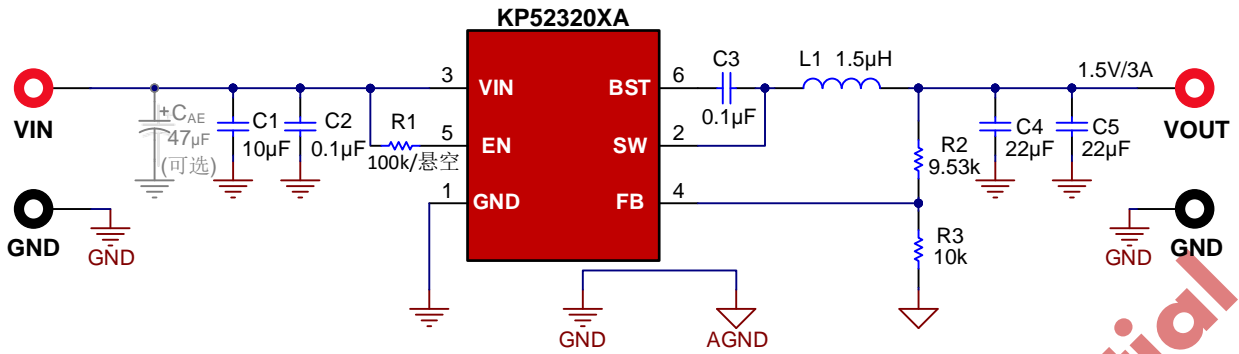 KP52320XA
VIN
GND
+C_AE
47µF
(可选)
C1
10µF
C2
0.1µF
R1
100k/悬空
3
5
1
VIN
EN
GND
BST
SW
FB
6
2
4
C3
0.1µF
L1 1.5µH
R2
9.53k
R3
10k
C4
22µF
C5
22µF
1.5V/3A
VOUT
GND
GND
GND
GND
AGND
tial